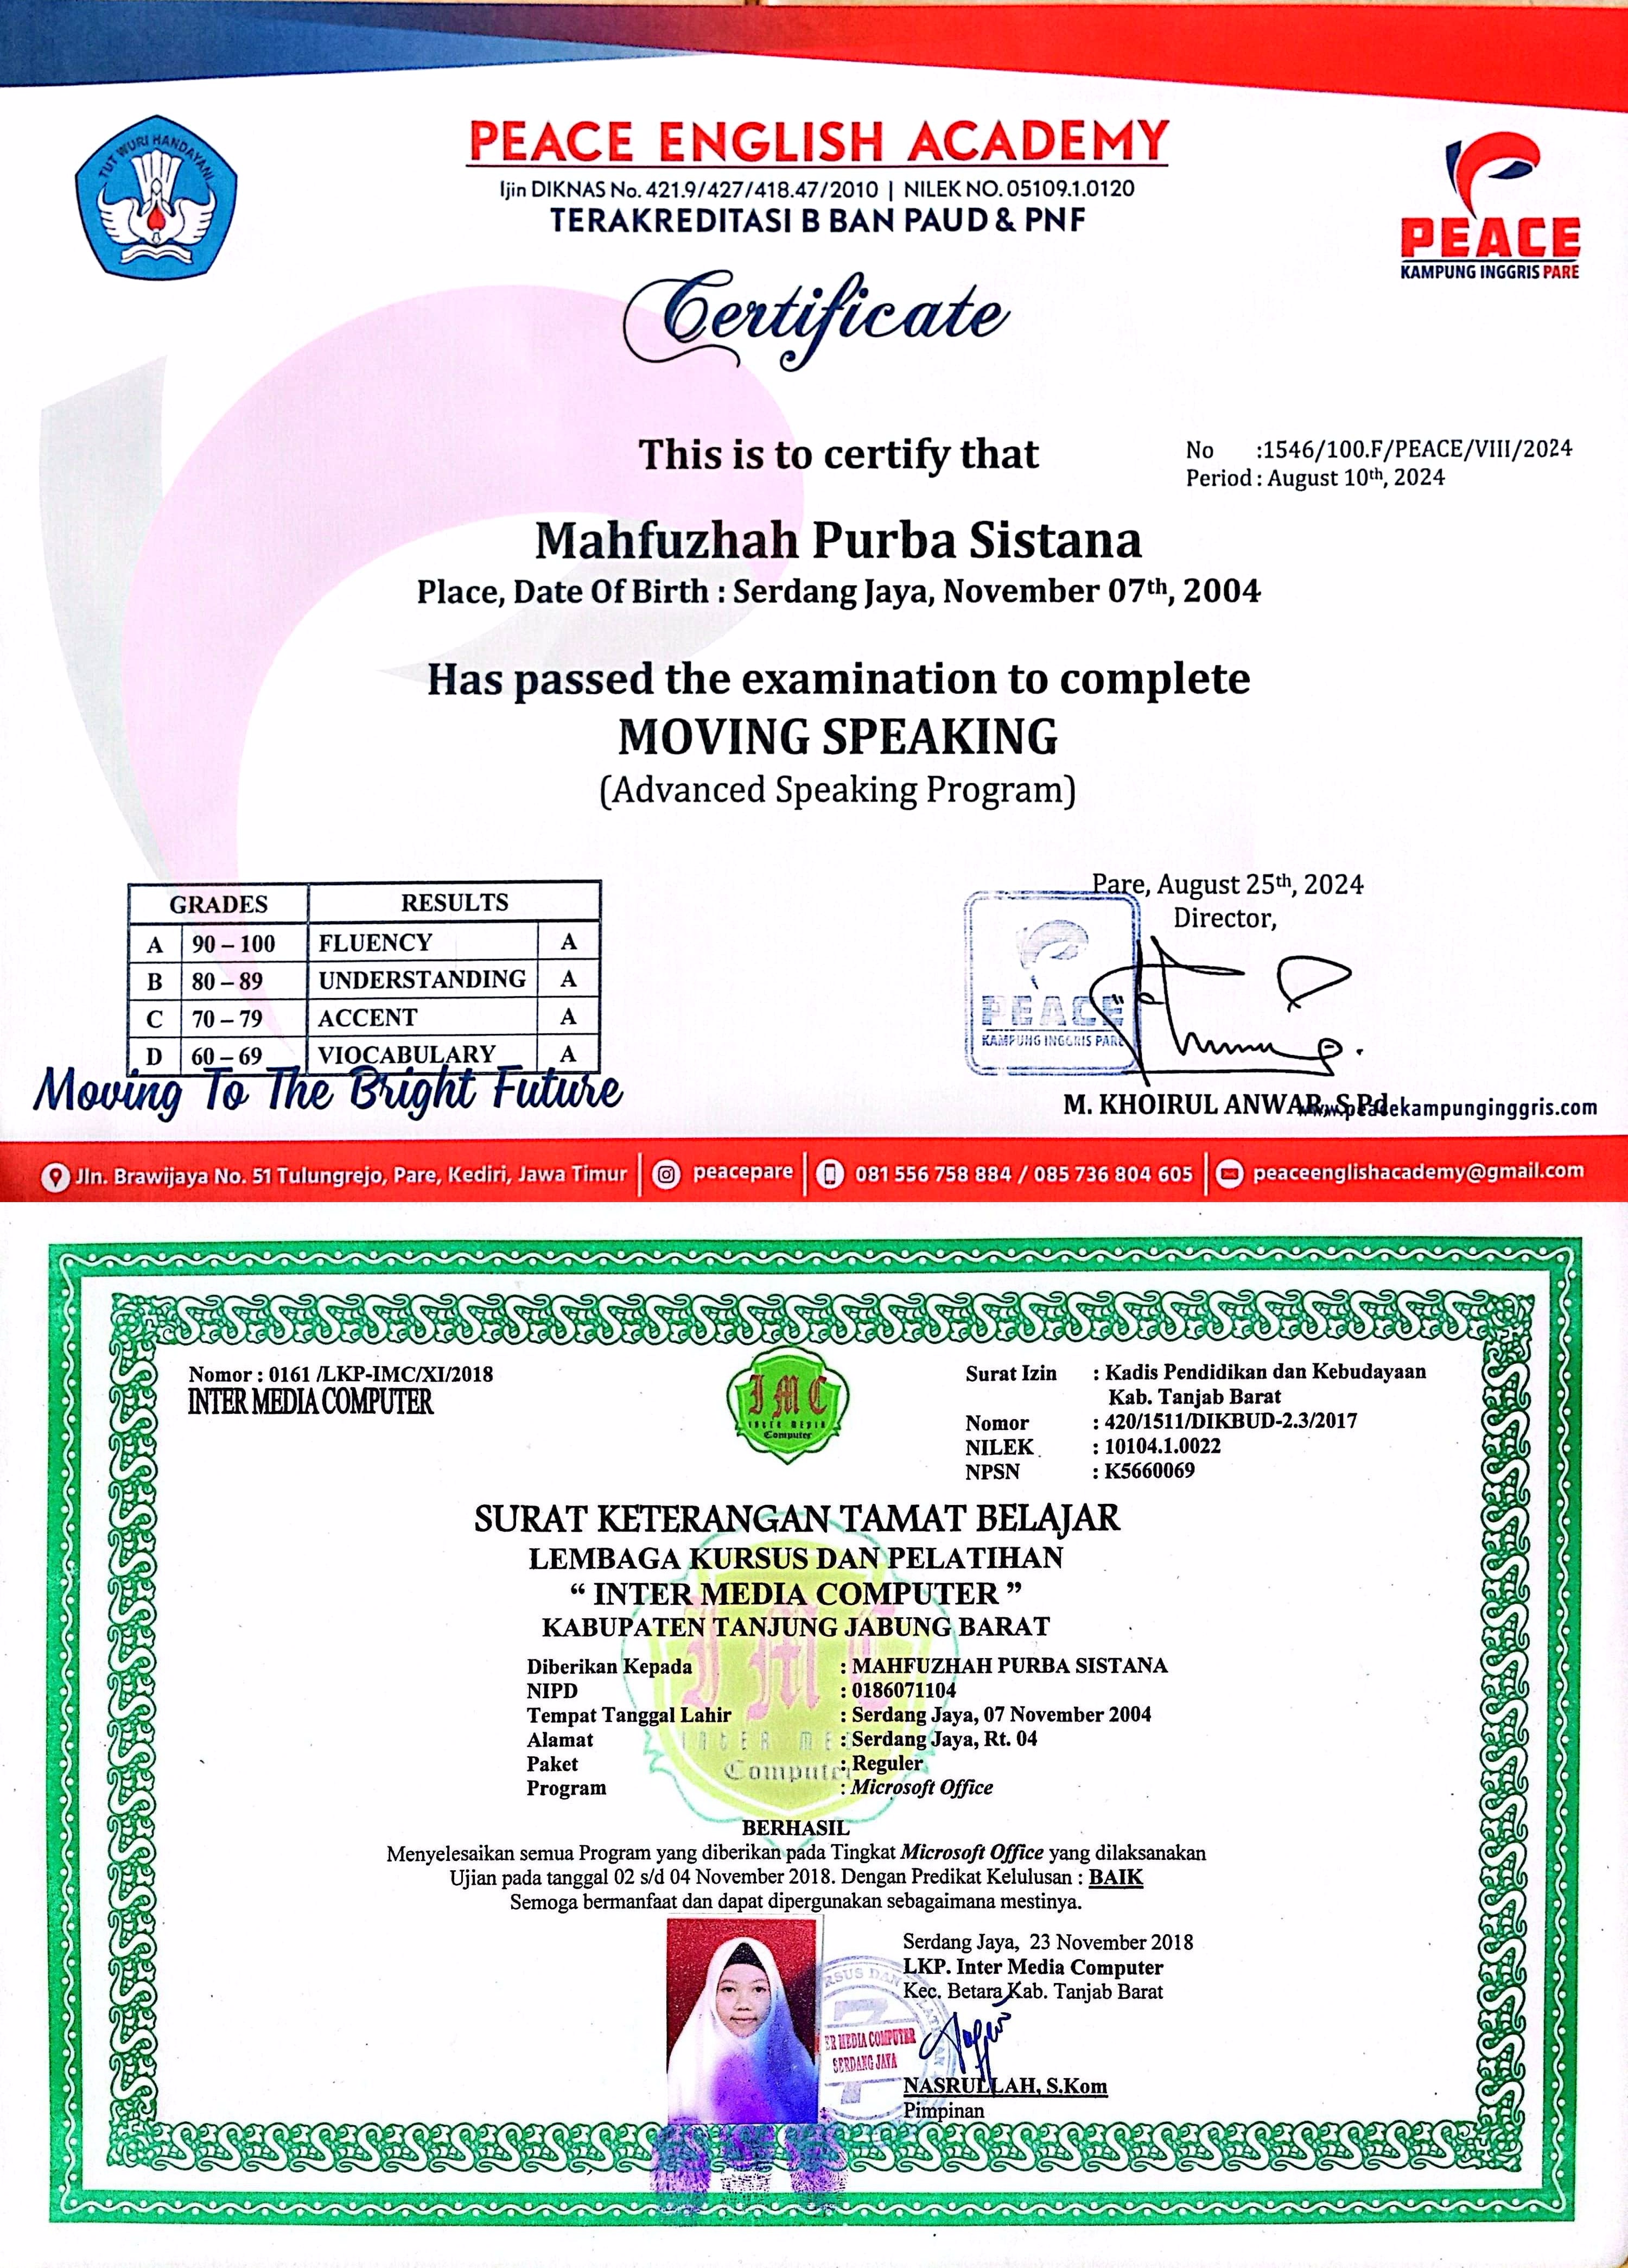 TUT WURI HANDAYANI
PEACE ENGLISH ACADEMY
Ijin DIKNAS No. 421.9/427/418.47/2010 | NILEK NO. 05109.1.0120
TERAKREDITASI B BAN PAUD & PNF
PEACE
KAMPUNG INGGRIS PARE
Certificate
This is to certify that
No :1546/100.F/PEACE/VIII/2024
Period : August 10th, 2024
Mahfuzhah Purba Sistana
Place, Date Of Birth : Serdang Jaya, November 07th, 2004
Has passed the examination to complete
MOVING SPEAKING
(Advanced Speaking Program)
GRADES RESULTS
A 90 – 100 FLUENCY A
B 80 – 89 UNDERSTANDING A
C 70 – 79 ACCENT A
D 60 – 69 VIOCABULARY A
Moving To The Bright Future
Pare, August 25th, 2024
Director,
PEACE
KAMPUNG INGGRIS PARE
M. KHOIRUL ANWAR, S.Pd
www.peacekampunginggris.com
Jln. Brawijaya No. 51 Tulungrejo, Pare, Kediri, Jawa Timur | peacepare | 081 556 758 884 / 085 736 804 605 | peaceenglishacademy@gmail.com
Nomor : 0161 /LKP-IMC/XI/2018
INTER MEDIA COMPUTER
IMC
INTER MEDIA
Computer
Surat Izin : Kadis Pendidikan dan Kebudayaan
Kab. Tanjab Barat
Nomor : 420/1511/DIKBUD-2.3/2017
NILEK : 10104.1.0022
NPSN : K5660069
SURAT KETERANGAN TAMAT BELAJAR
LEMBAGA KURSUS DAN PELATIHAN
“ INTER MEDIA COMPUTER ”
KABUPATEN TANJUNG JABUNG BARAT
Diberikan Kepada : MAHFUZHAH PURBA SISTANA
NIPD : 0186071104
Tempat Tanggal Lahir : Serdang Jaya, 07 November 2004
Alamat : Serdang Jaya, Rt. 04
Paket : Reguler
Program : Microsoft Office
BERHASIL
Menyelesaikan semua Program yang diberikan pada Tingkat Microsoft Office yang dilaksanakan
Ujian pada tanggal 02 s/d 04 November 2018. Dengan Predikat Kelulusan : BAIK
Semoga bermanfaat dan dapat dipergunakan sebagaimana mestinya.
Serdang Jaya, 23 November 2018
LKP. Inter Media Computer
Kec. Betara Kab. Tanjab Barat
MEDIA COMPUTER
SERDANG JAYA
NASRULLAH, S.Kom
Pimpinan